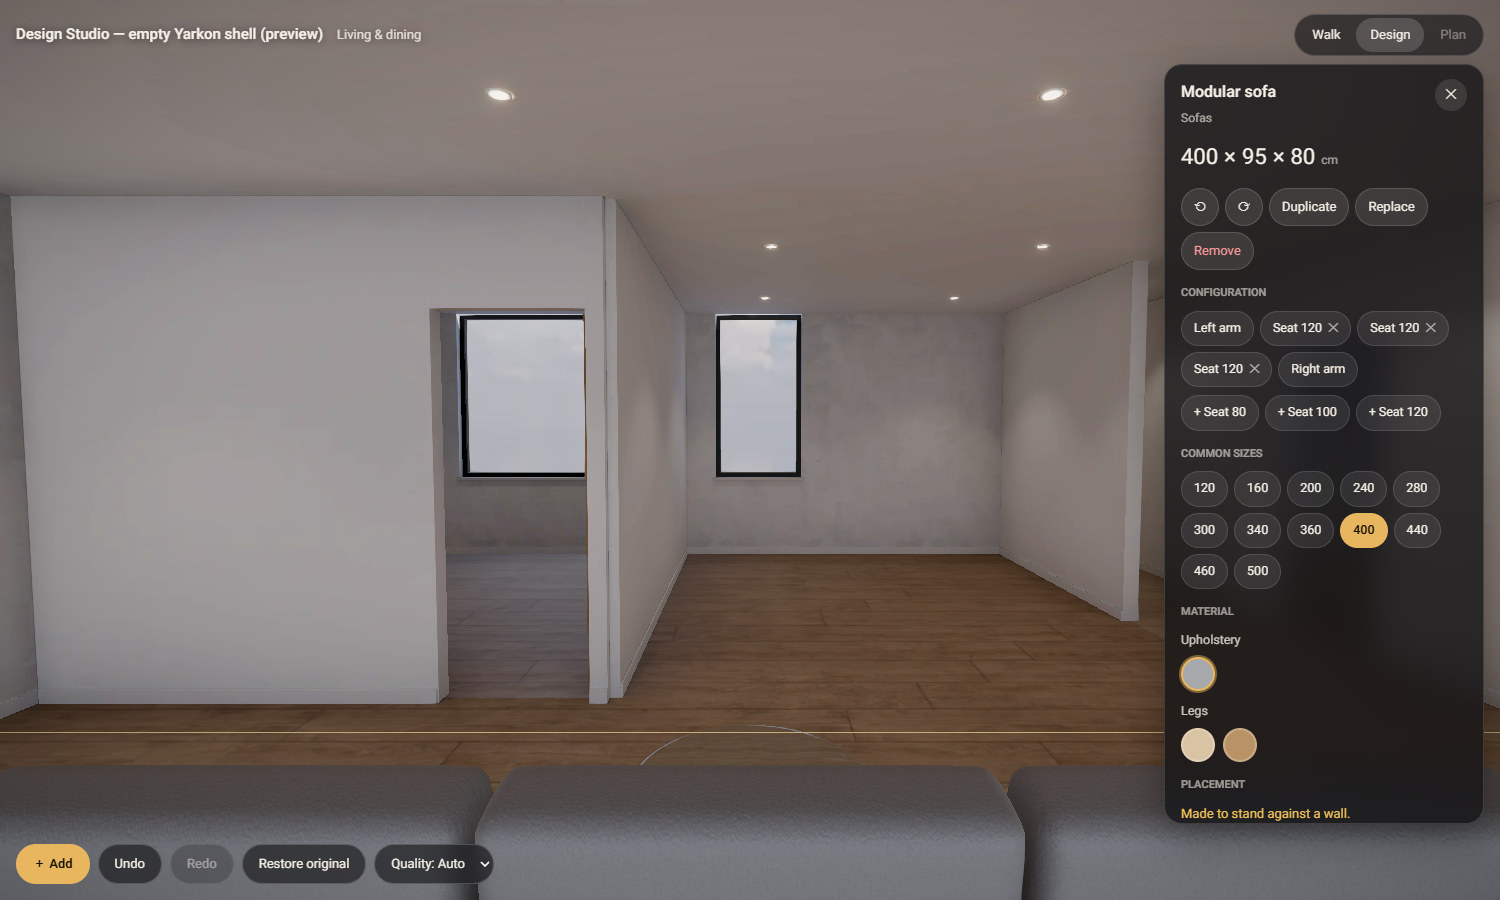 Design Studio — empty Yarkon shell (preview) Living & dining
Walk Design Plan
Modular sofa
Sofas
400 × 95 × 80 cm
Duplicate Replace
Remove
CONFIGURATION
Left arm Seat 120 Seat 120
Seat 120 Right arm
+ Seat 80 + Seat 100 + Seat 120
COMMON SIZES
120 160 200 240 280
300 340 360 400 440
460 500
MATERIAL
Upholstery
Legs
PLACEMENT
Made to stand against a wall.
+ Add Undo Redo Restore original Quality: Auto